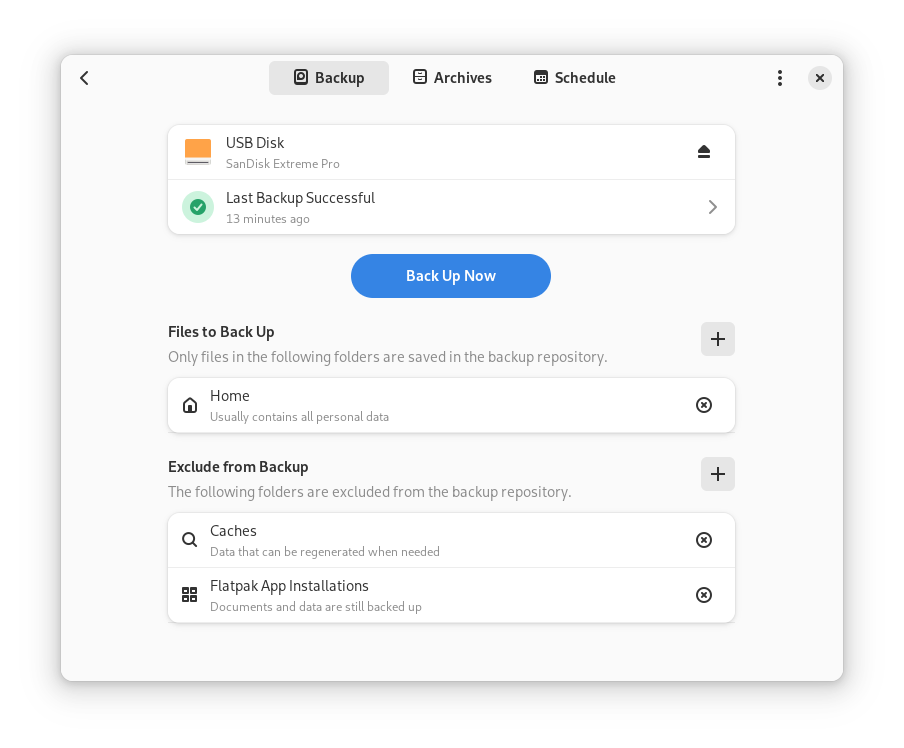 Backup
Archives
Schedule
USB Disk
SanDisk Extreme Pro
Last Backup Successful
13 minutes ago
Back Up Now
Files to Back Up
Only files in the following folders are saved in the backup repository.
Home
Usually contains all personal data
Exclude from Backup
The following folders are excluded from the backup repository.
Caches
Data that can be regenerated when needed
Flatpak App Installations
Documents and data are still backed up